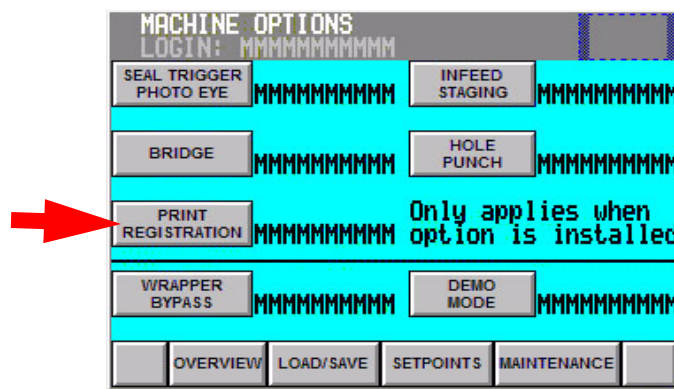 MACHINE OPTIONS
LOGIN: MMMMMMMMMMM
SEAL TRIGGER
PHOTO EYE
MMMMMMMMMM
INFEED
STAGING
MMMMMMMMMM
BRIDGE
MMMMMMMMMM
HOLE
PUNCH
MMMMMMMMMM
PRINT
REGISTRATION
MMMMMMMMMM
Only applies when
option is installed
WRAPPER
BYPASS
MMMMMMMMMM
DEMO
MODE
MMMMMMMMMM
OVERVIEW
LOAD/SAVE
SETPOINTS
MAINTENANCE